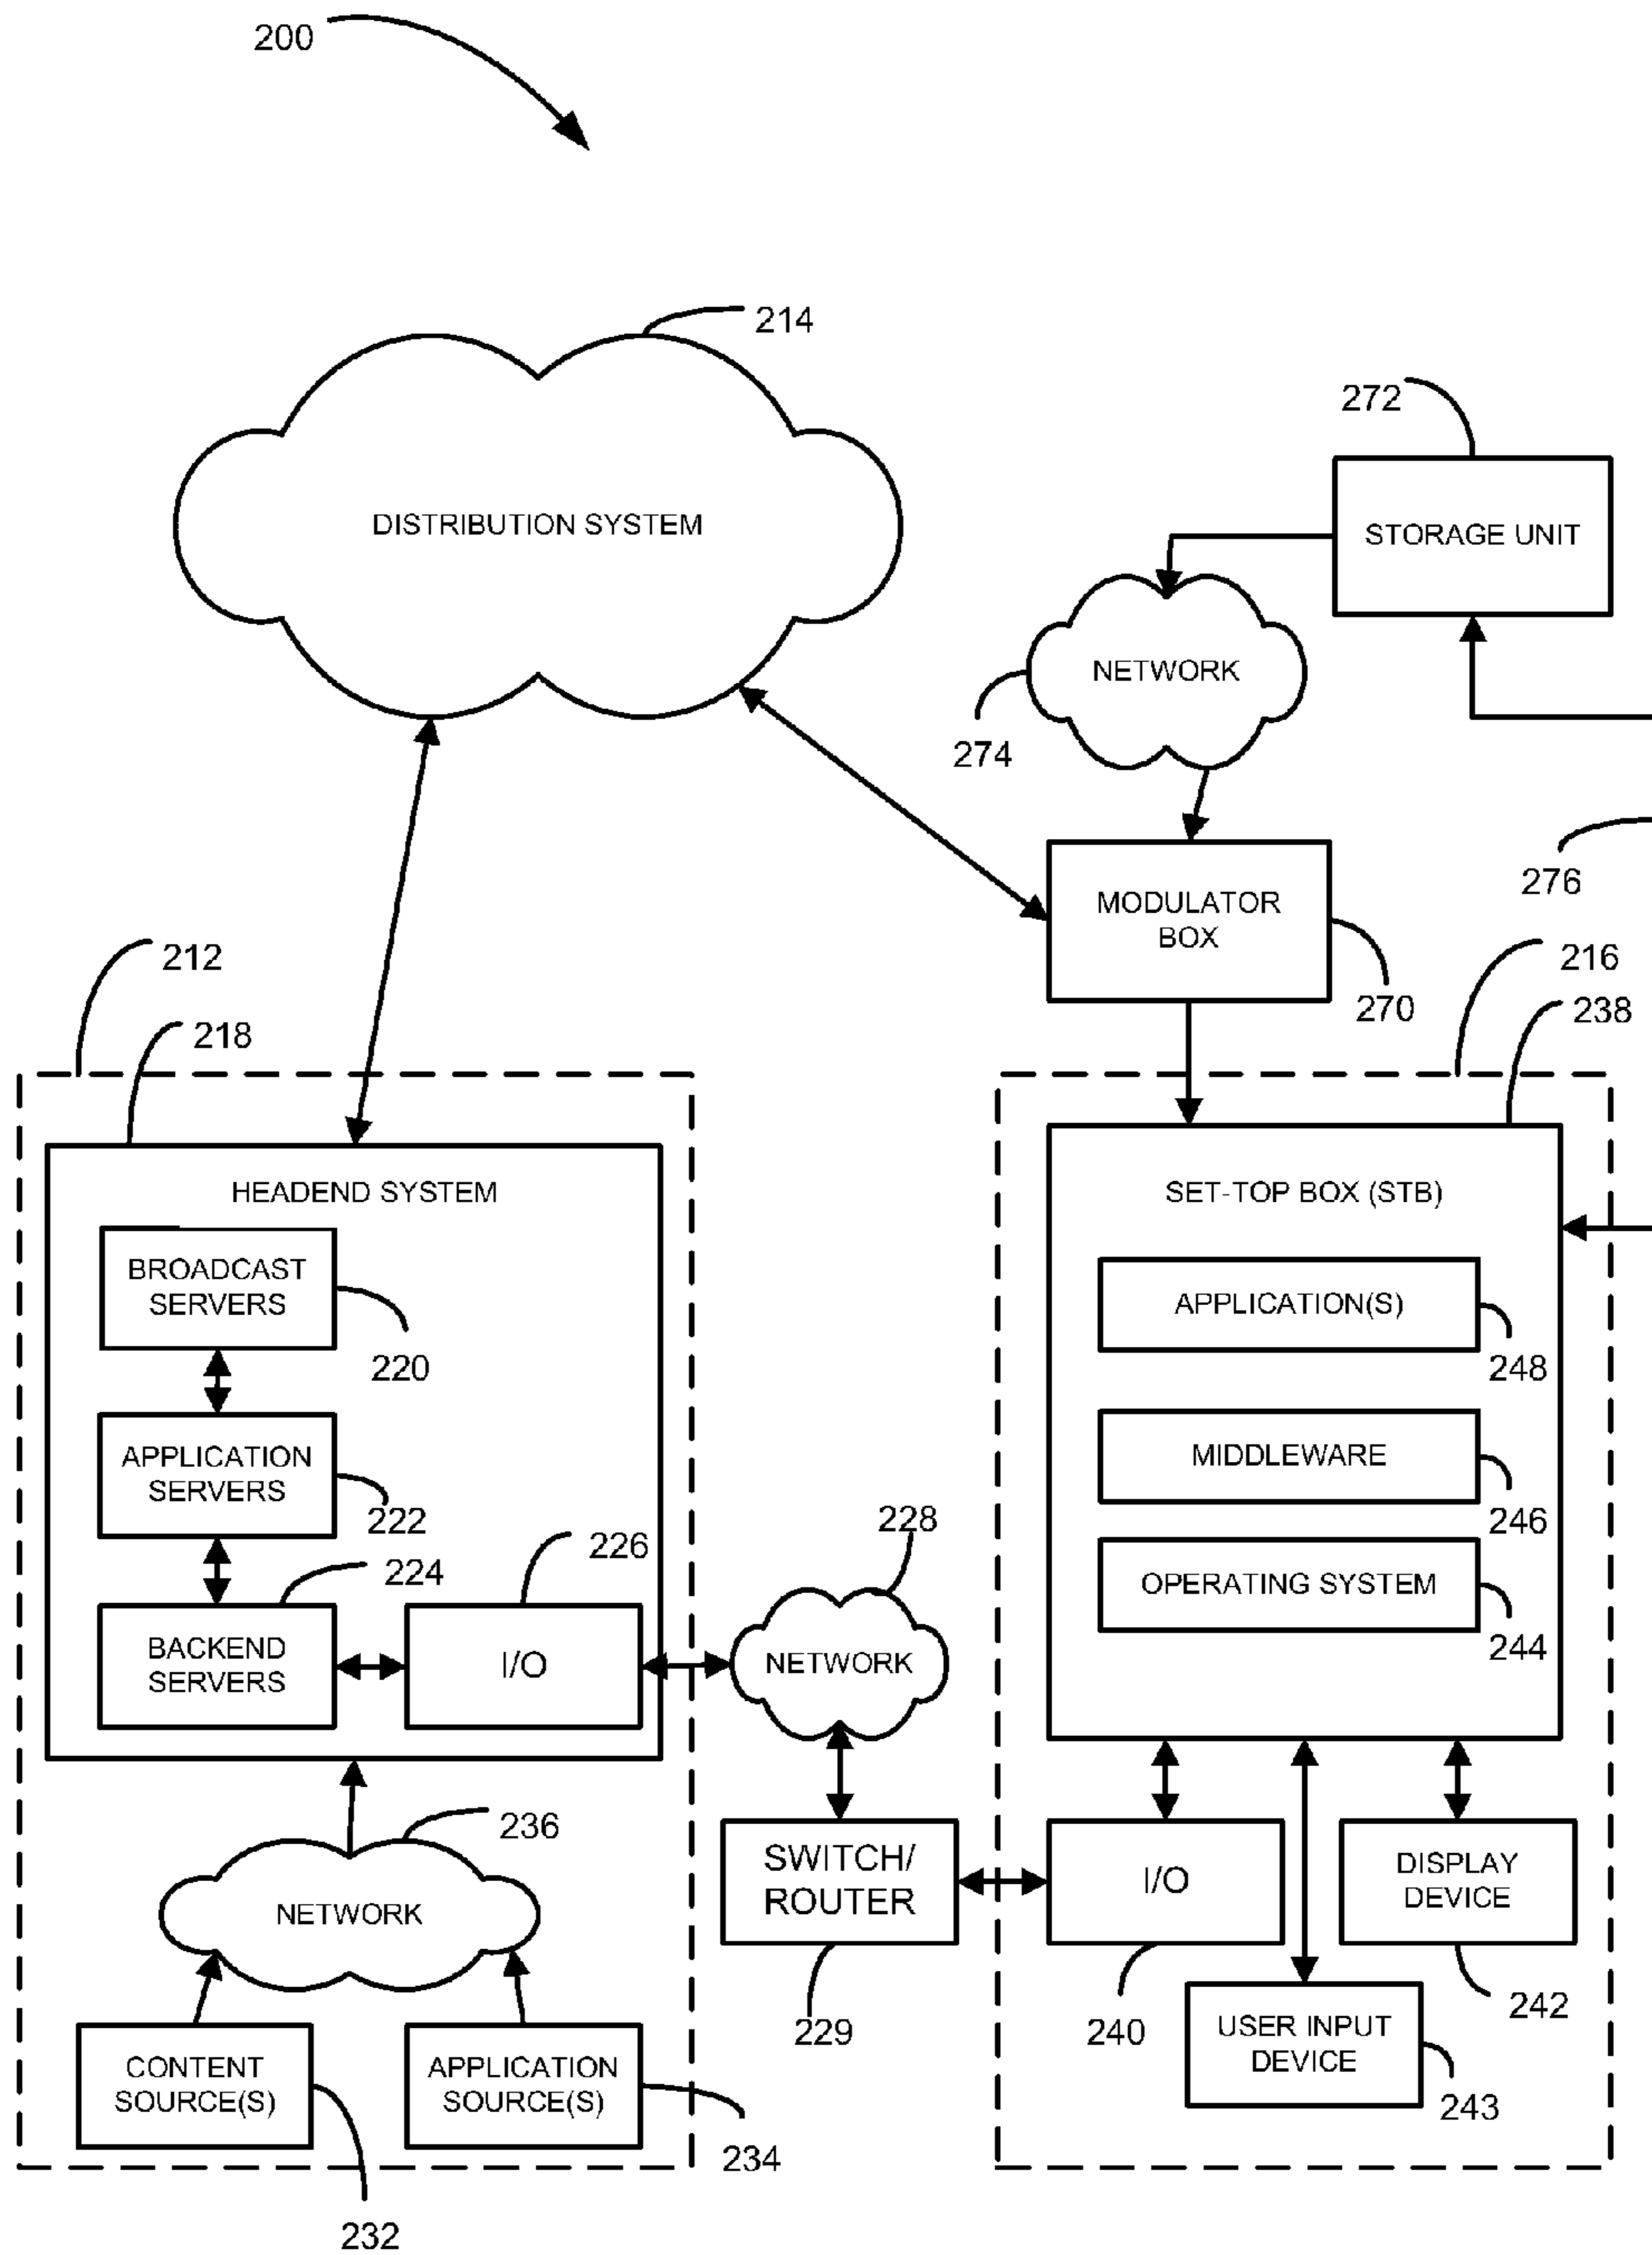 200
214
DISTRIBUTION SYSTEM
272
STORAGE UNIT
NETWORK
274
276
MODULATOR
BOX
270
212
218
216
238
HEADEND SYSTEM
BROADCAST
SERVERS
220
APPLICATION
SERVERS
222
224
226
BACKEND
SERVERS
I/O
228
NETWORK
SET-TOP BOX (STB)
APPLICATION(S)
248
MIDDLEWARE
246
OPERATING SYSTEM
244
236
NETWORK
SWITCH/
ROUTER
229
I/O
240
DISPLAY
DEVICE
242
USER INPUT
DEVICE
243
CONTENT
SOURCE(S)
232
APPLICATION
SOURCE(S)
234